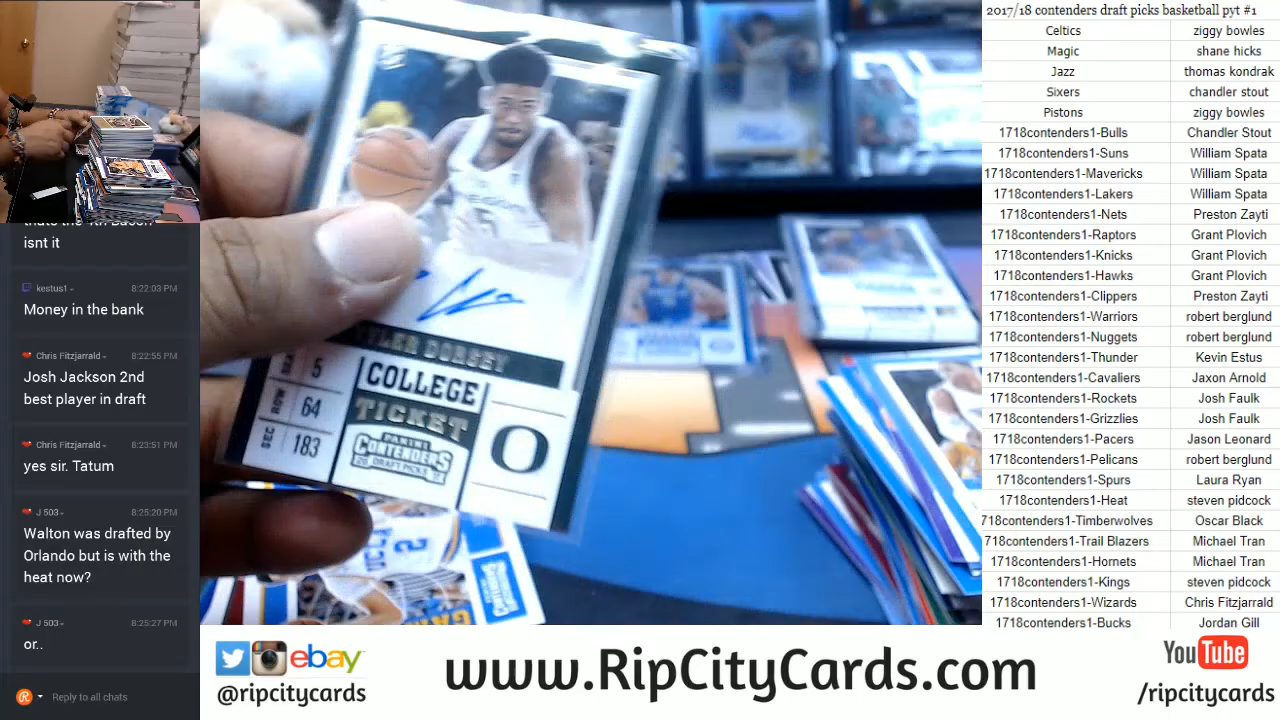 2017/18 contenders draft picks basketball pyt #1
Celtics ziggy bowles
Magic shane hicks
Jazz thomas kondrak
Sixers chandler stout
Pistons ziggy bowles
1718contenders1-Bulls Chandler Stout
1718contenders1-Suns William Spata
1718contenders1-Mavericks William Spata
1718contenders1-Lakers William Spata
1718contenders1-Nets Preston Zayti
1718contenders1-Raptors Grant Plovich
1718contenders1-Knicks Grant Plovich
1718contenders1-Hawks Grant Plovich
1718contenders1-Clippers Preston Zayti
1718contenders1-Warriors robert berglund
1718contenders1-Nuggets robert berglund
1718contenders1-Thunder Kevin Estus
1718contenders1-Cavaliers Jaxon Arnold
1718contenders1-Rockets Josh Faulk
1718contenders1-Grizzlies Josh Faulk
1718contenders1-Pacers Jason Leonard
1718contenders1-Pelicans robert berglund
1718contenders1-Spurs Laura Ryan
1718contenders1-Heat steven pidcock
718contenders1-Timberwolves Oscar Black
718contenders1-Trail Blazers Michael Tran
1718contenders1-Hornets Michael Tran
1718contenders1-Kings steven pidcock
1718contenders1-Wizards Chris Fitzjarrald
1718contenders1-Bucks Jordan Gill
isnt it
kestus1 8:22:03 PM
Money in the bank
Chris Fitzjarrald 8:22:55 PM
Josh Jackson 2nd
best player in draft
Chris Fitzjarrald 8:23:51 PM
yes sir. Tatum
J 503 8:25:20 PM
Walton was drafted by
Orlando but is with the
heat now?
J 503 8:25:27 PM
or..
Reply to all chats
TYLER DORSEY
5
ROW 64
183
COLLEGE
TICKET
PANINI
CONTENDERS
DRAFT PICKS
O
ebay
@ripcitycards
www.RipCityCards.com
YouTube
/ripcitycards